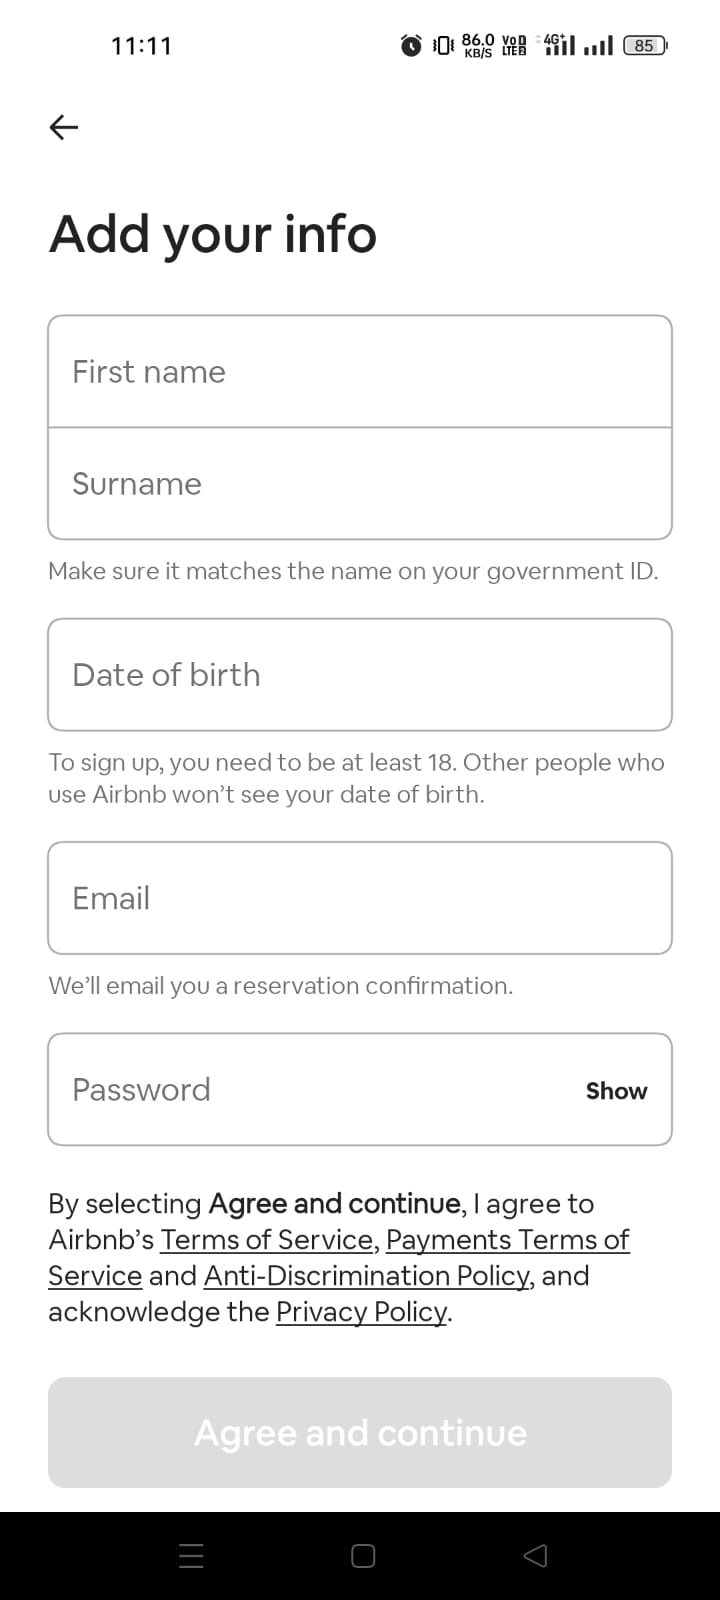 11:11
86.0 KB/S VoD LTE2 4G+ 85
Add your info
First name
Surname
Make sure it matches the name on your government ID.
Date of birth
To sign up, you need to be at least 18. Other people who
use Airbnb won’t see your date of birth.
Email
We’ll email you a reservation confirmation.
Password
Show
By selecting Agree and continue, I agree to
Airbnb’s Terms of Service, Payments Terms of
Service and Anti-Discrimination Policy, and
acknowledge the Privacy Policy.
Agree and continue